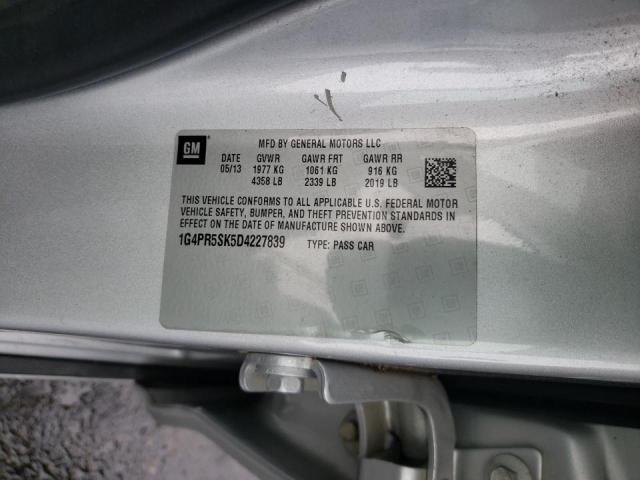 GM
MFD BY GENERAL MOTORS LLC
DATE GVWR GAWR FRT GAWR RR
05/13 1977 KG 1061 KG 916 KG
4358 LB 2339 LB 2019 LB
THIS VEHICLE CONFORMS TO ALL APPLICABLE U.S. FEDERAL MOTOR
VEHICLE SAFETY, BUMPER, AND THEFT PREVENTION STANDARDS IN
EFFECT ON THE DATE OF MANUFACTURE SHOWN ABOVE.
1G4PR5SK5D4227839 TYPE: PASS CAR